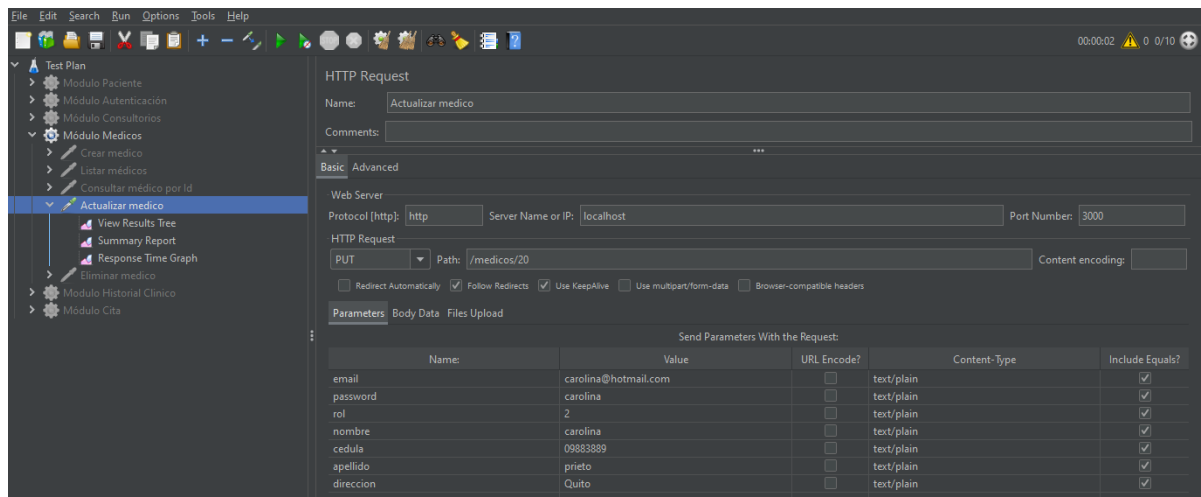 File Edit Search Run Options Tools Help
00:00:02 0 0/10
Test Plan
Modulo Paciente
Módulo Autenticación
Módulo Consultorios
Módulo Medicos
Crear medico
Listar médicos
Consultar médico por Id
Actualizar medico
View Results Tree
Summary Report
Response Time Graph
Eliminar medico
Modulo Historial Clinico
Módulo Cita
HTTP Request
Name: Actualizar medico
Comments:
Basic Advanced
Web Server
Protocol [http]: http Server Name or IP: localhost Port Number: 3000
HTTP Request
PUT Path: /medicos/20 Content encoding:
Redirect Automatically Follow Redirects Use KeepAlive Use multipart/form-data Browser-compatible headers
Parameters Body Data Files Upload
Send Parameters With the Request:
Name: Value URL Encode? Content-Type Include Equals?
email carolina@hotmail.com text/plain
password carolina text/plain
rol 2 text/plain
nombre carolina text/plain
cedula 09883889 text/plain
apellido prieto text/plain
direccion Quito text/plain